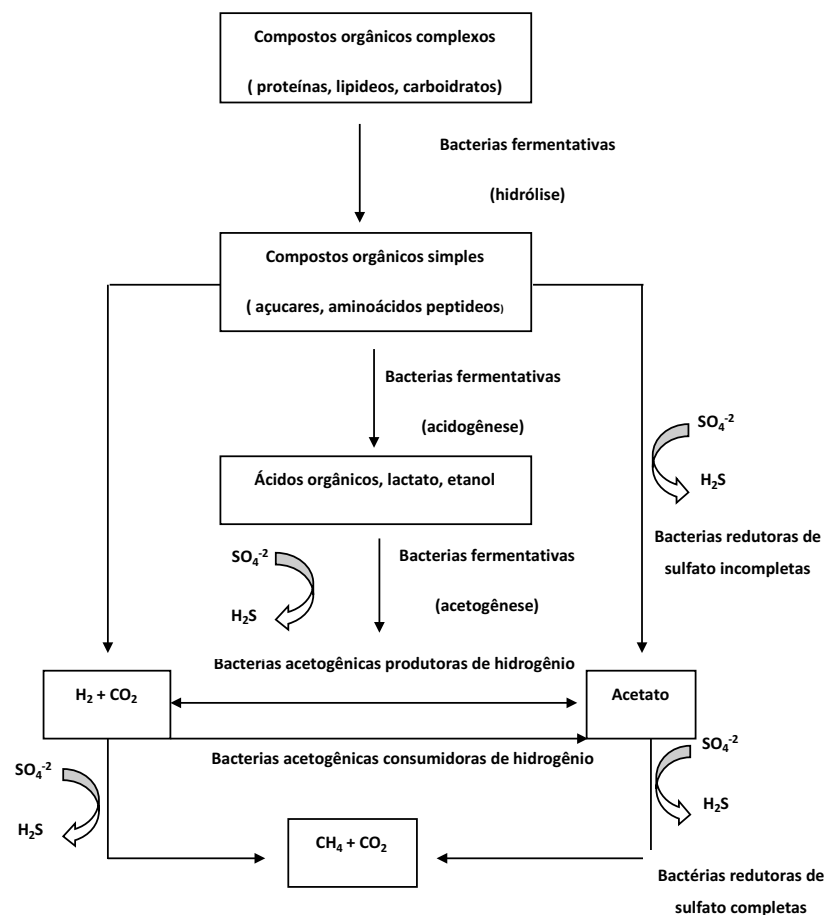 Compostos orgânicos complexos
( proteínas, lipideos, carboidratos)
Bacterias fermentativas
(hidrólise)
Compostos orgânicos simples
( açucares, aminoácidos peptideos)
Bacterias fermentativas
(acidogênese)
SO₄⁻²
H₂S
Ácidos orgânicos, lactato, etanol
Bacterias redutoras de
sulfato incompletas
SO₄⁻²
H₂S
Bacterias fermentativas
(acetogênese)
Bacterias acetogênicas produtoras de hidrogênio
H₂ + CO₂
Acetato
Bacterias acetogênicas consumidoras de hidrogênio
SO₄⁻²
H₂S
SO₄⁻²
H₂S
CH₄ + CO₂
Bactérias redutoras de
sulfato completas